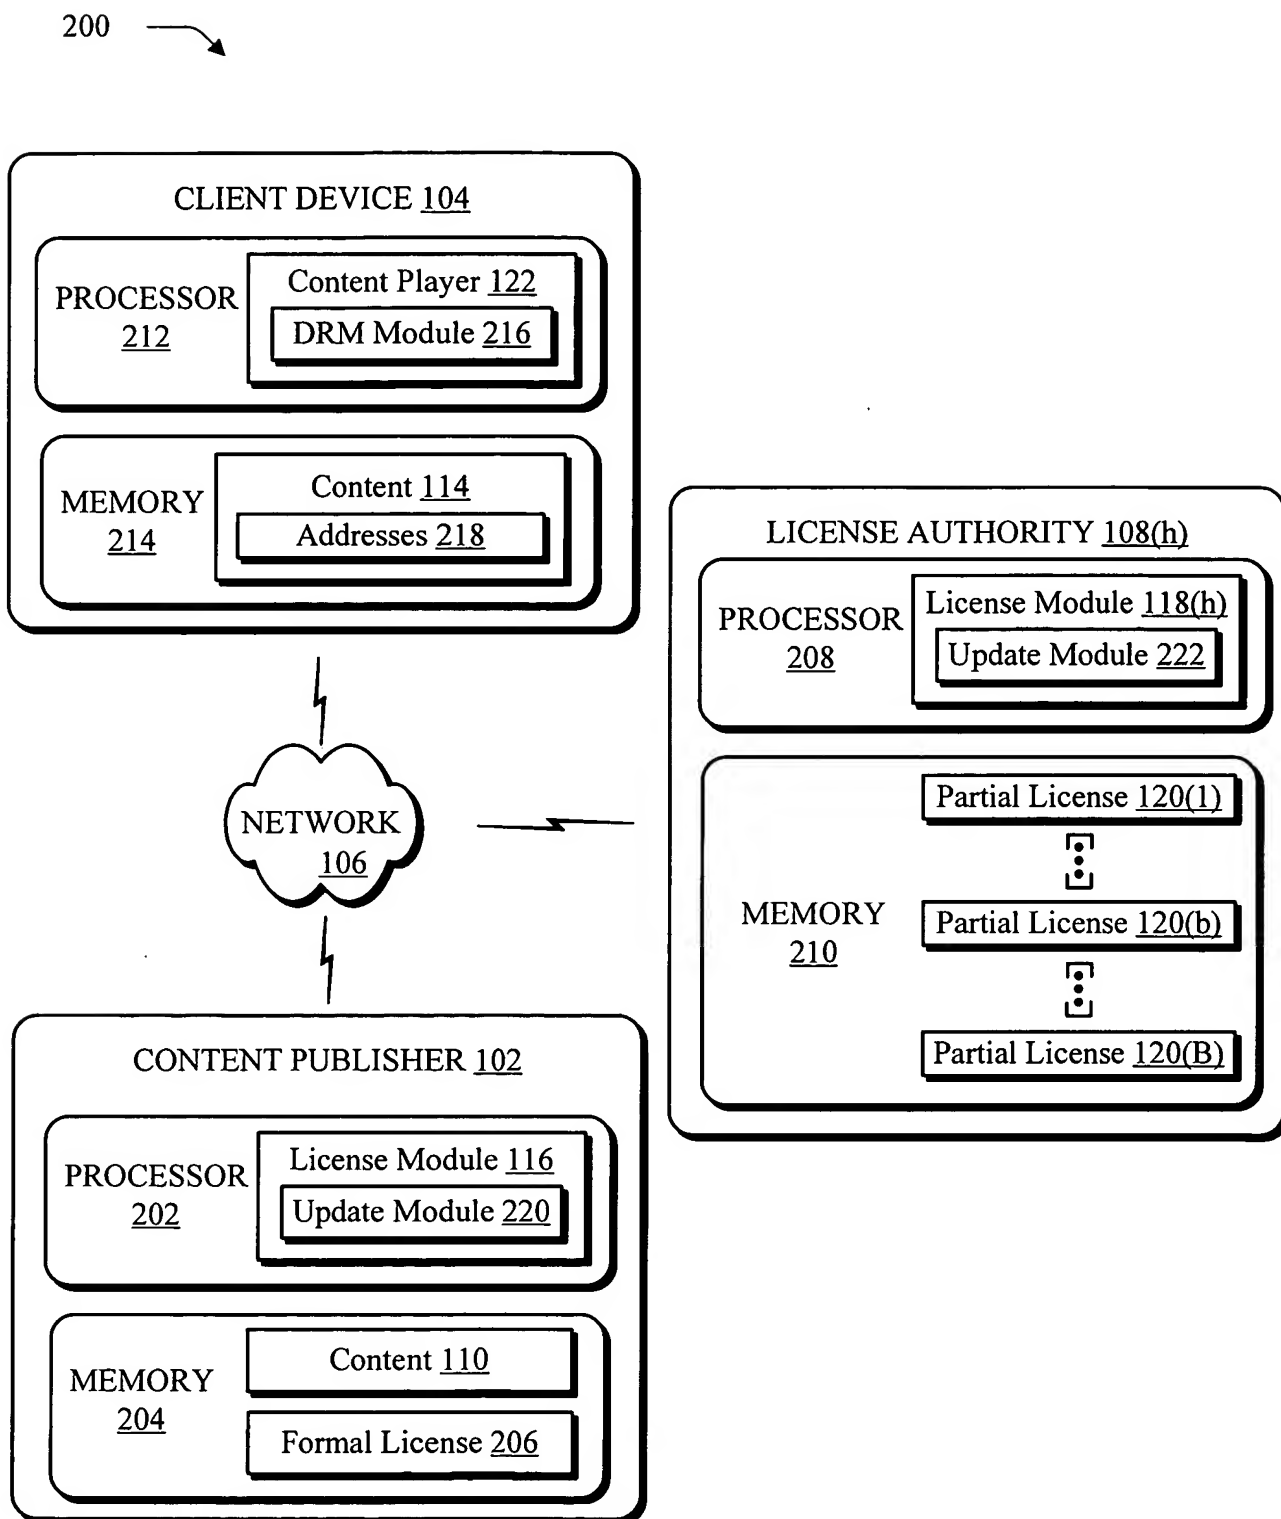 200
CLIENT DEVICE 104
PROCESSOR
212
Content Player 122
DRM Module 216
MEMORY
214
Content 114
Addresses 218
LICENSE AUTHORITY 108(h)
PROCESSOR
208
License Module 118(h)
Update Module 222
MEMORY
210
Partial License 120(1)
Partial License 120(b)
Partial License 120(B)
NETWORK
106
CONTENT PUBLISHER 102
PROCESSOR
202
License Module 116
Update Module 220
MEMORY
204
Content 110
Formal License 206